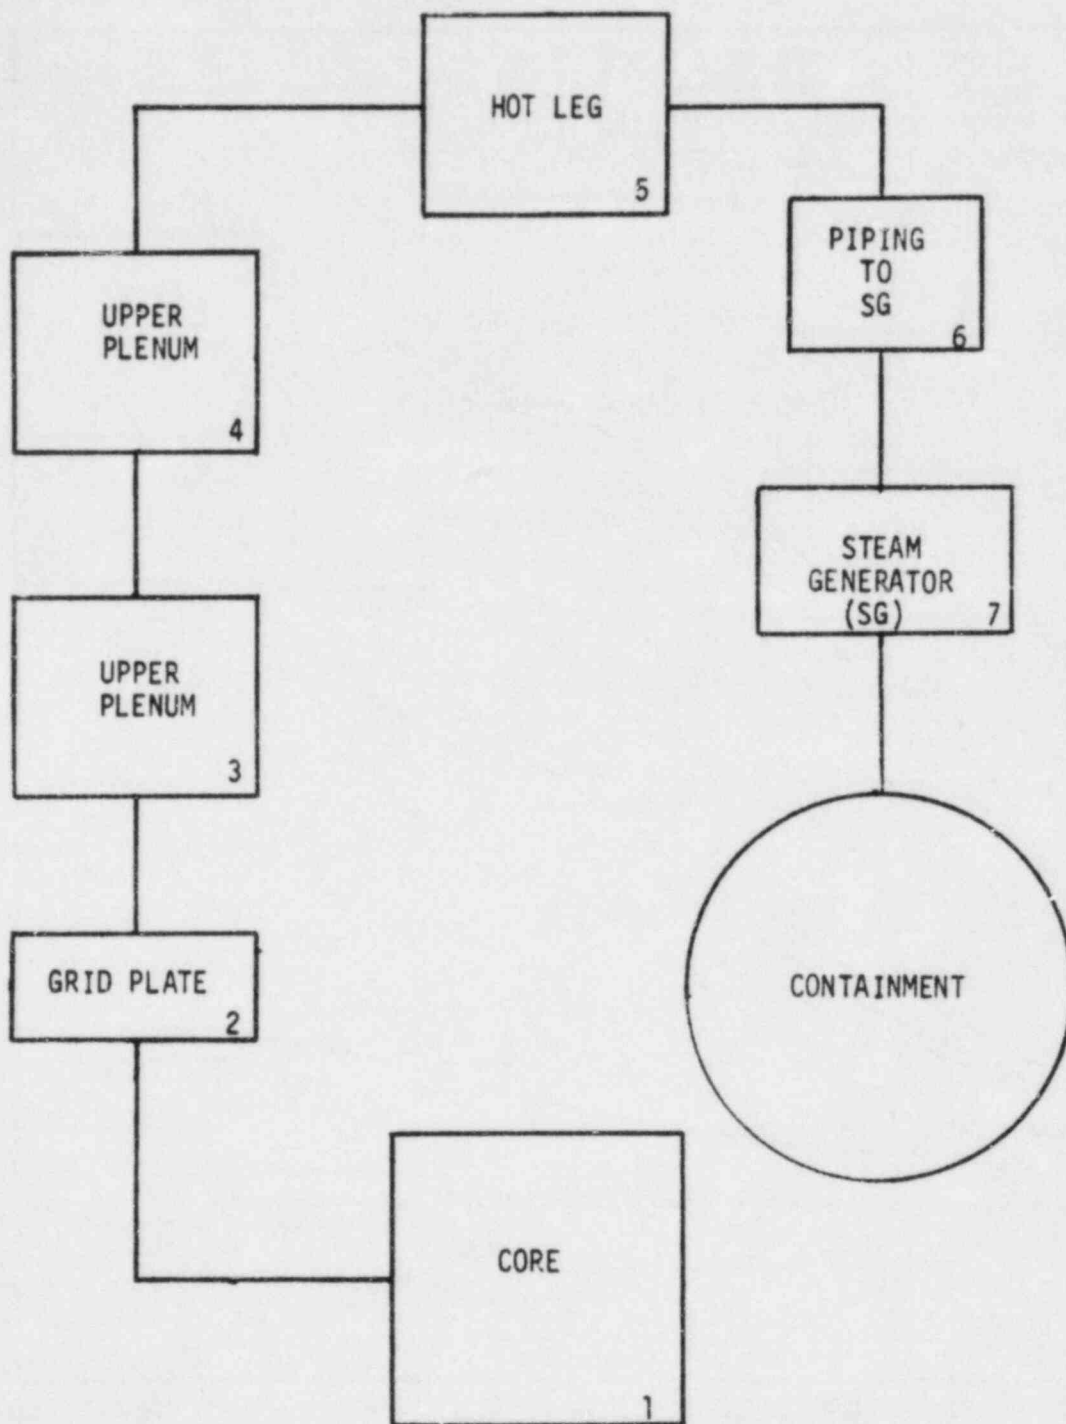 HOT LEG
5
PIPING
TO
SG
6
UPPER
PLENUM
4
STEAM
GENERATOR
(SG) 7
UPPER
PLENUM
3
GRID PLATE
2
CONTAINMENT
CORE
1